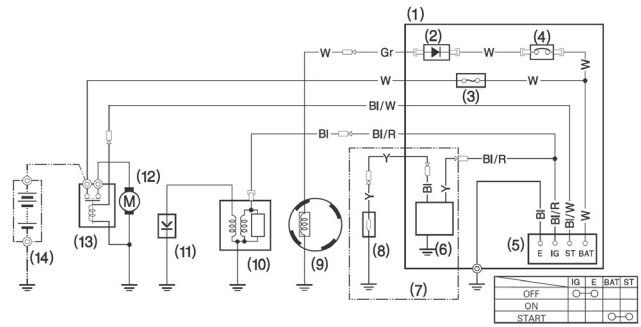 (1)
(2)
(4)
W
Gr
W
W
W
W
(3)
Bl/W
Bl
Bl/R
Y
Bl/R
Y
Bl
Y
(12)
M
(13)
(14)
(11)
(10)
(9)
(8)
(6)
(7)
Bl
Bl/R
Bl/W
W
(5)
E IG ST BAT
IG E BAT ST
OFF
ON
START